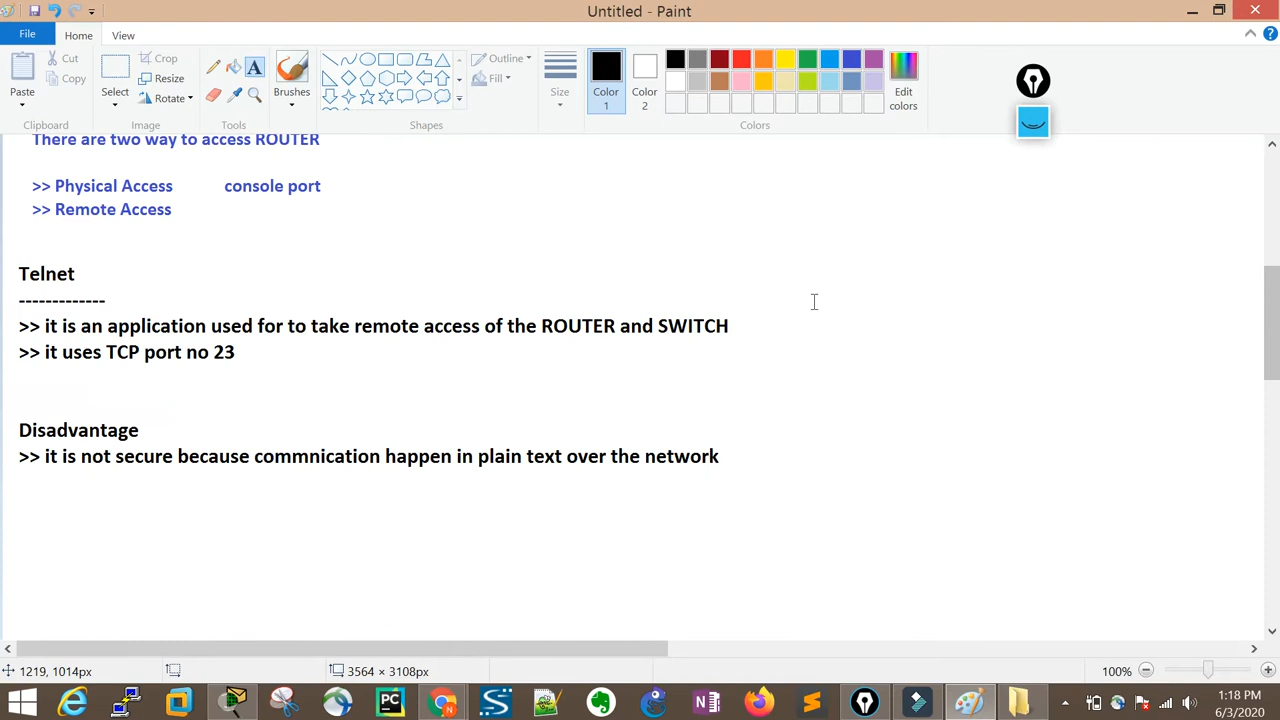 Untitled - Paint
File
Home
View
Paste
Cut
Copy
Clipboard
Select
Crop
Resize
Rotate
Image
A
Tools
Brushes
Shapes
Outline
Fill
Size
Color 1
Color 2
Edit colors
Colors
There are two way to access ROUTER
>> Physical Access console port
>> Remote Access
Telnet
-------------
>> it is an application used for to take remote access of the ROUTER and SWITCH
>> it uses TCP port no 23
Disadvantage
>> it is not secure because commnication happen in plain text over the network
1219, 1014px
3564 × 3108px
100%
1:18 PM
6/3/2020